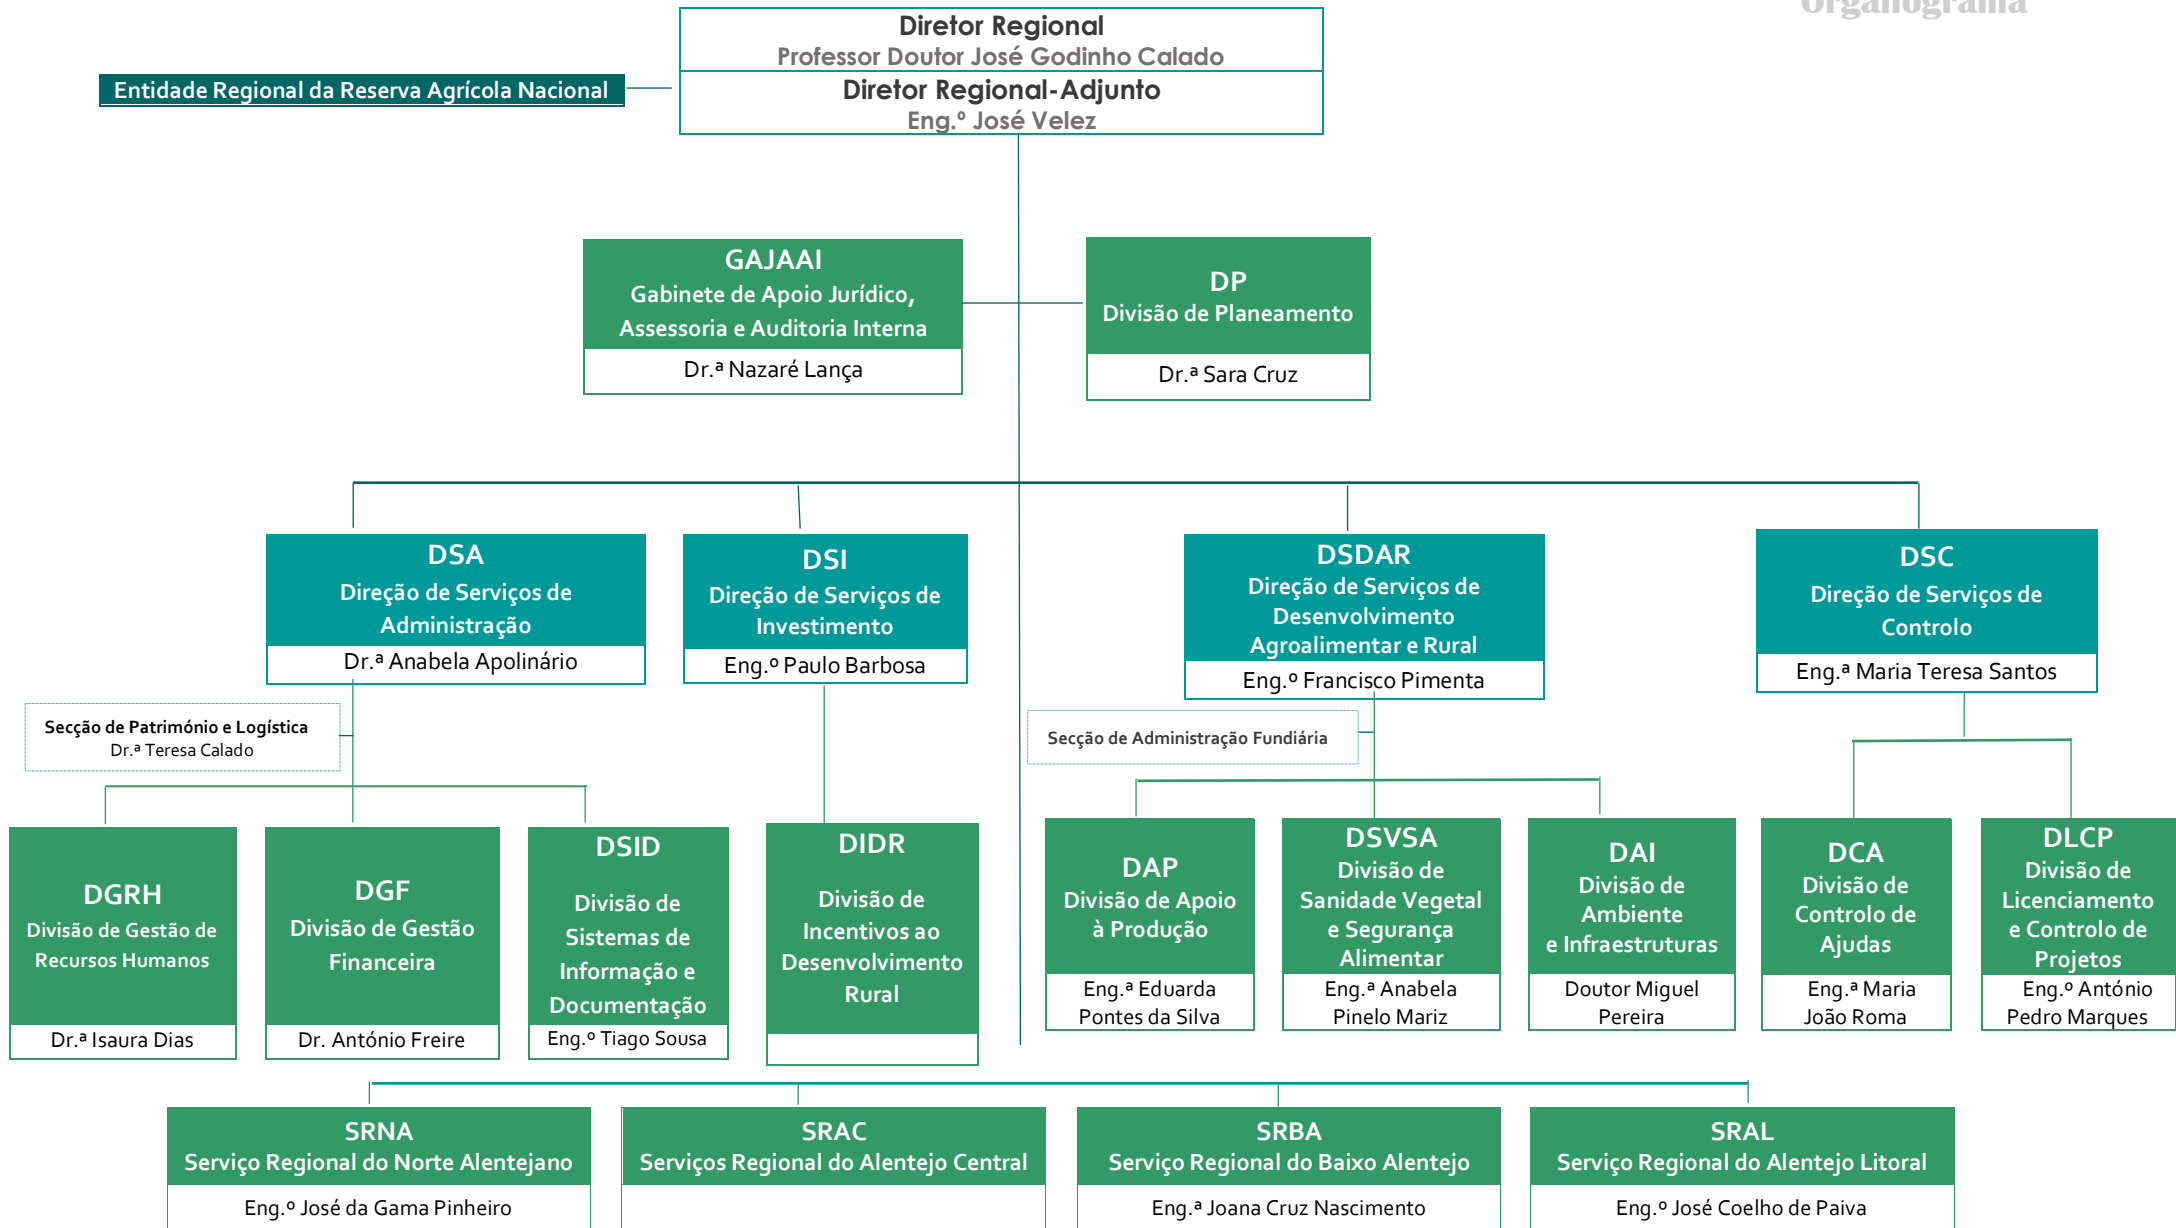 Organograma
Diretor Regional
Professor Doutor José Godinho Calado
Diretor Regional-Adjunto
Eng.º José Velez
Entidade Regional da Reserva Agrícola Nacional
GAJAAI
Gabinete de Apoio Jurídico,
Assessoria e Auditoria Interna
Dr.ª Nazaré Lança
DP
Divisão de Planeamento
Dr.ª Sara Cruz
DSA
Direção de Serviços de
Administração
Dr.ª Anabela Apolinário
DSI
Direção de Serviços de
Investimento
Eng.º Paulo Barbosa
DSDAR
Direção de Serviços de
Desenvolvimento
Agroalimentar e Rural
Eng.º Francisco Pimenta
DSC
Direção de Serviços de
Controlo
Eng.ª Maria Teresa Santos
Secção de Património e Logística
Dr.ª Teresa Calado
Secção de Administração Fundiária
DGRH
Divisão de Gestão de
Recursos Humanos
Dr.ª Isaura Dias
DGF
Divisão de Gestão
Financeira
Dr. António Freire
DSID
Divisão de
Sistemas de
Informação e
Documentação
Eng.º Tiago Sousa
DIDR
Divisão de
Incentivos ao
Desenvolvimento
Rural
DAP
Divisão de Apoio
à Produção
Eng.ª Eduarda
Pontes da Silva
DSVSA
Divisão de
Sanidade Vegetal
e Segurança
Alimentar
Eng.ª Anabela
Pinelo Mariz
DAI
Divisão de
Ambiente
e Infraestruturas
Doutor Miguel
Pereira
DCA
Divisão de
Controlo de
Ajudas
Eng.ª Maria
João Roma
DLCP
Divisão de
Licenciamento
e Controlo de
Projetos
Eng.º António
Pedro Marques
SRNA
Serviço Regional do Norte Alentejano
Eng.º José da Gama Pinheiro
SRAC
Serviços Regional do Alentejo Central
SRBA
Serviço Regional do Baixo Alentejo
Eng.ª Joana Cruz Nascimento
SRAL
Serviço Regional do Alentejo Litoral
Eng.º José Coelho de Paiva